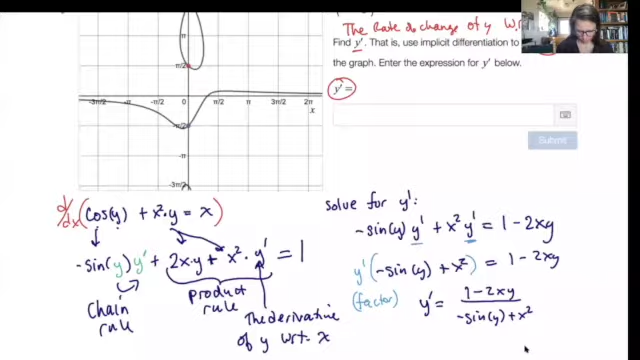 The Rate do change of y W.R
Find y'. That is, use implicit differentiation to
the graph. Enter the expression for y' below.
y' =
Submit
π
π/2
-3π/2 -π -π/2 0 π/2 π 3π/2 2π
x
-π/2
-π
-3π/2
d/dx (cos(y) + x²·y = x)
-sin(y)y' + 2x·y + x²·y' = 1
Chain rule
Product rule
The derivative
of y wrt x
solve for y':
-sin(y)y' + x² y' = 1 - 2xy
y'(-sin(y) + x²) = 1 - 2xy
(factor) y' = (1 - 2xy)/(-sin(y) + x²)